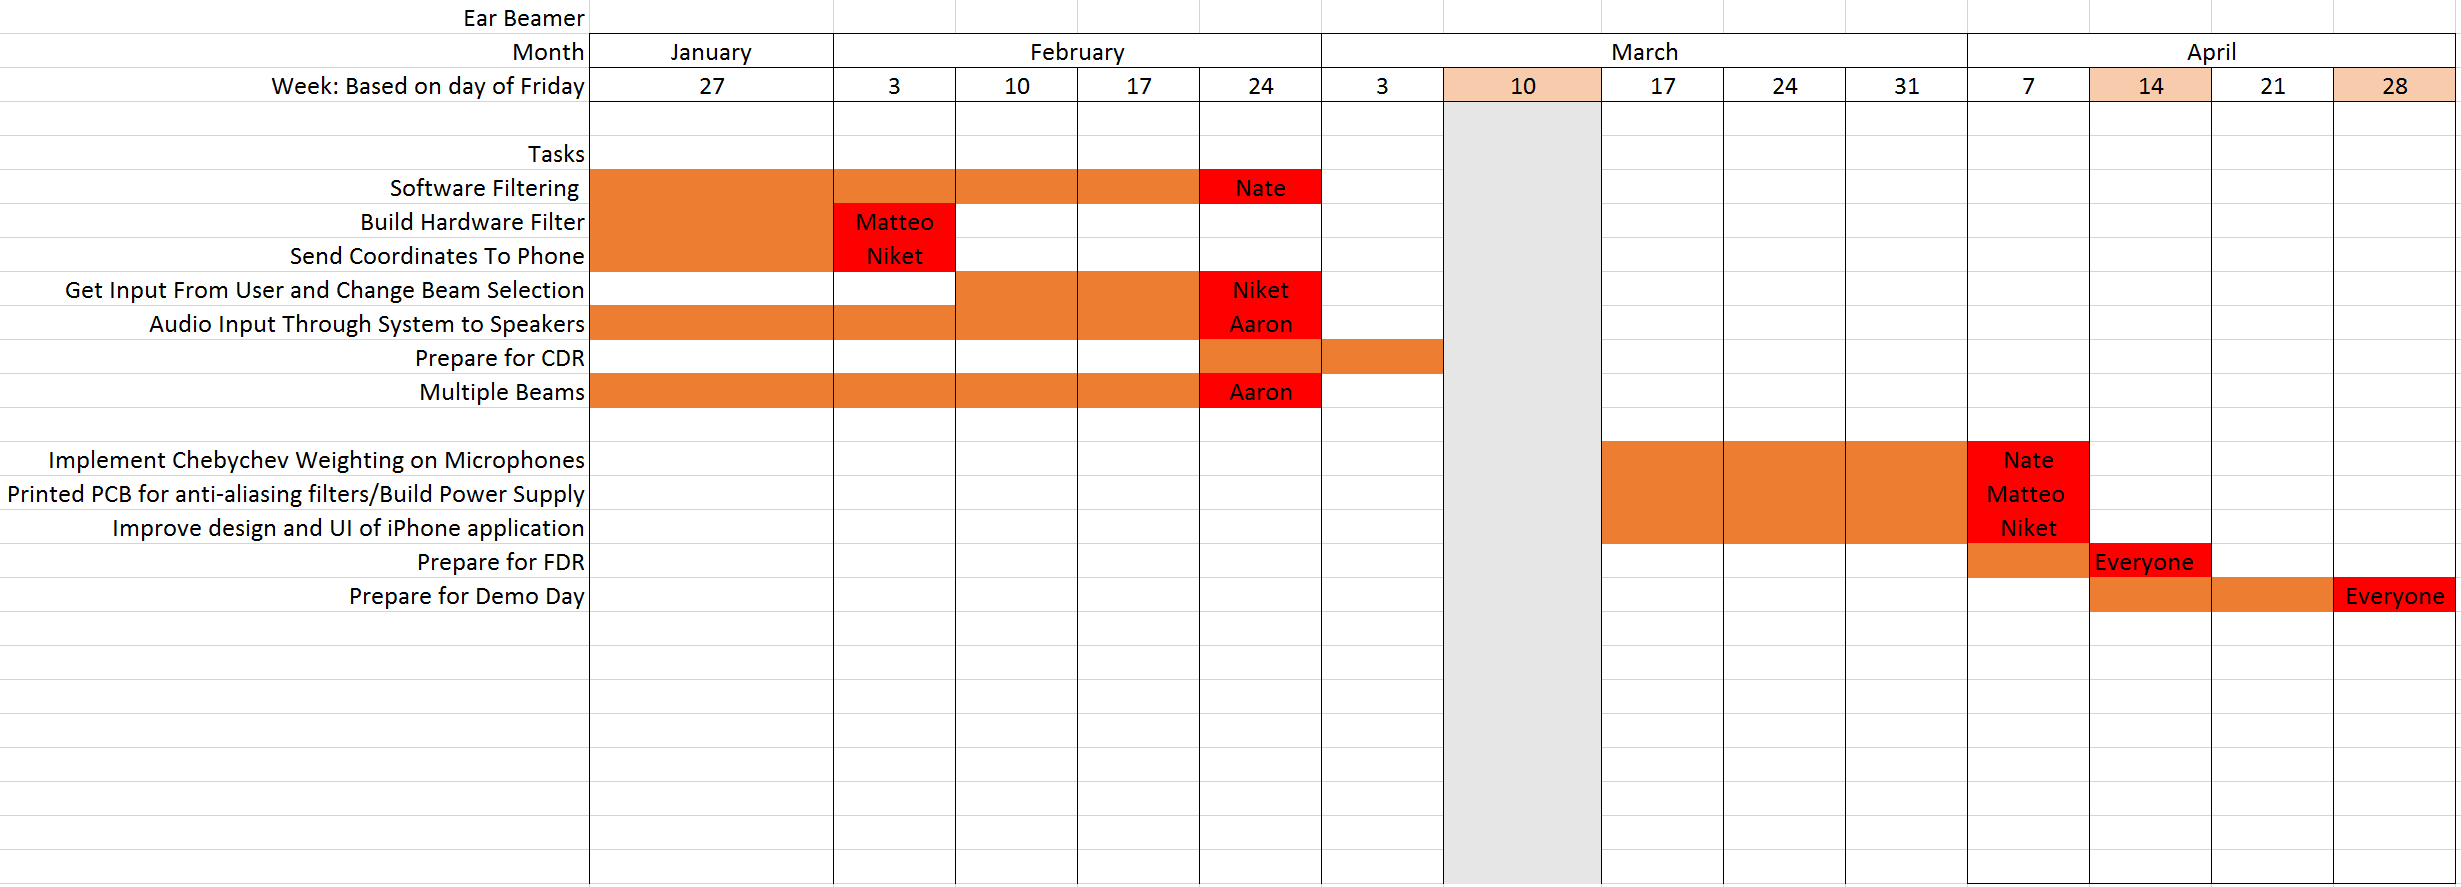 Ear Beamer
Month January February March April
Week: Based on day of Friday 27 3 10 17 24 3 10 17 24 31 7 14 21 28
Tasks
Software Filtering Nate
Build Hardware Filter Matteo
Send Coordinates To Phone Niket
Get Input From User and Change Beam Selection Niket
Audio Input Through System to Speakers Aaron
Prepare for CDR
Multiple Beams Aaron
Implement Chebychev Weighting on Microphones Nate
Printed PCB for anti-aliasing filters/Build Power Supply Matteo
Improve design and UI of iPhone application Niket
Prepare for FDR Everyone
Prepare for Demo Day Everyone